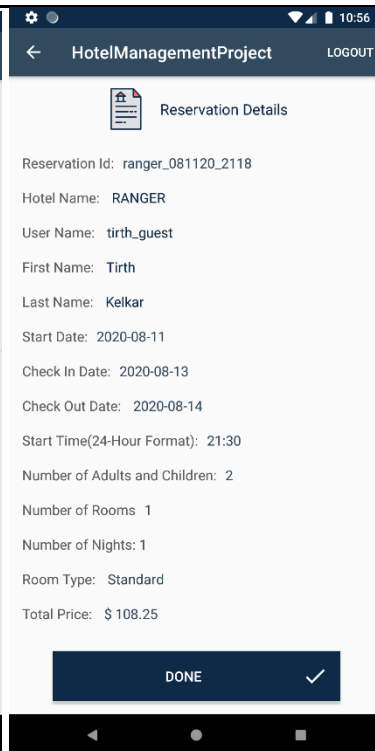 10:56
HotelManagementProject LOGOUT
Reservation Details
Reservation Id: ranger_081120_2118
Hotel Name: RANGER
User Name: tirth_guest
First Name: Tirth
Last Name: Kelkar
Start Date: 2020-08-11
Check In Date: 2020-08-13
Check Out Date: 2020-08-14
Start Time(24-Hour Format): 21:30
Number of Adults and Children: 2
Number of Rooms 1
Number of Nights: 1
Room Type: Standard
Total Price: $ 108.25
DONE